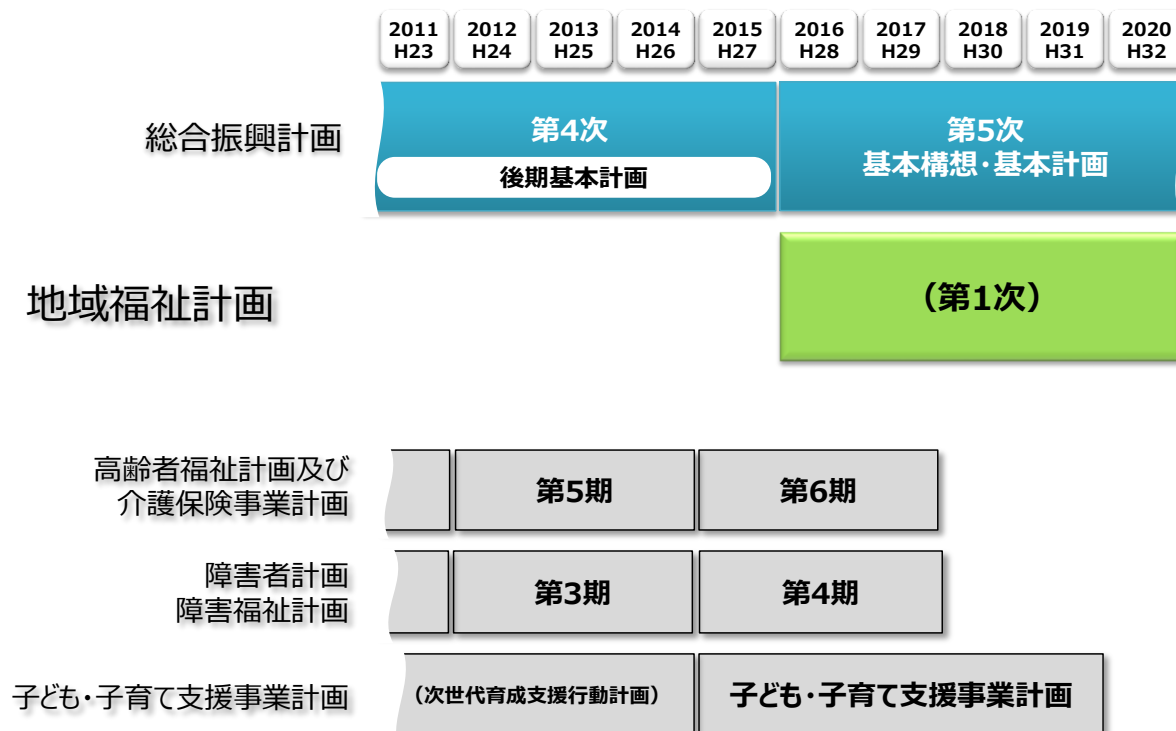 2011 2012 2013 2014 2015 2016 2017 2018 2019 2020
H23 H24 H25 H26 H27 H28 H29 H30 H31 H32
総合振興計画
第4次
後期基本計画
第5次
基本構想・基本計画
地域福祉計画
（第1次）
高齢者福祉計画及び
介護保険事業計画
第5期
第6期
障害者計画
障害福祉計画
第3期
第4期
子ども・子育て支援事業計画
（次世代育成支援行動計画）
子ども・子育て支援事業計画